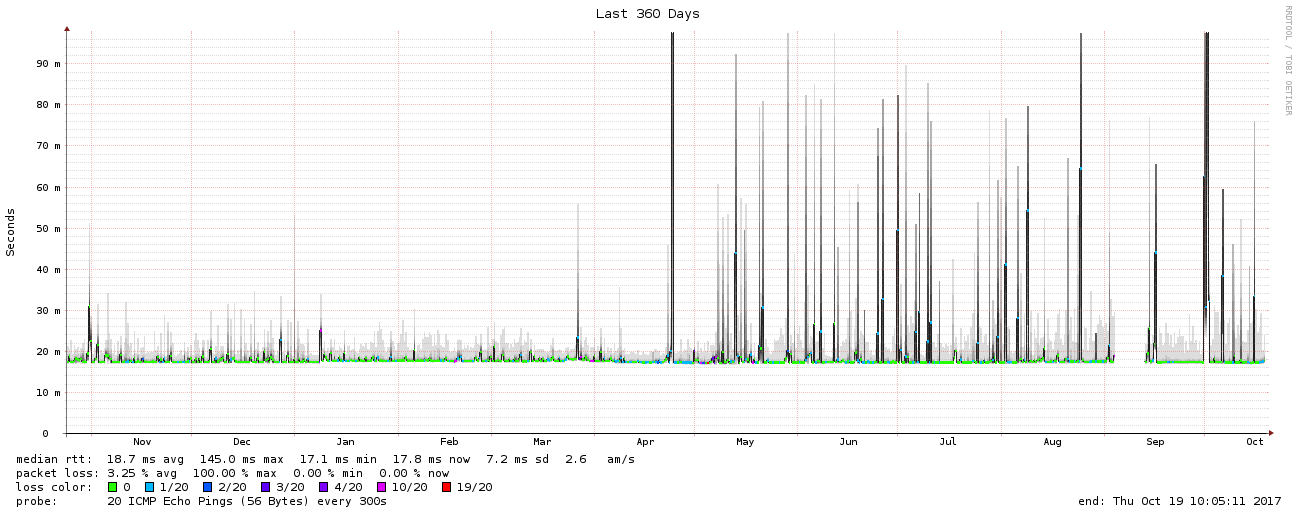 Last 360 Days
RRDTOOL / TOBI OETIKER
Seconds
90 m
80 m
70 m
60 m
50 m
40 m
30 m
20 m
10 m
0
Nov Dec Jan Feb Mar Apr May Jun Jul Aug Sep Oct
median rtt: 18.7 ms avg 145.0 ms max 17.1 ms min 17.8 ms now 7.2 ms sd 2.6 am/s
packet loss: 3.25 % avg 100.00 % max 0.00 % min 0.00 % now
loss color: 0 1/20 2/20 3/20 4/20 10/20 19/20
probe: 20 ICMP Echo Pings (56 Bytes) every 300s end: Thu Oct 19 10:05:11 2017